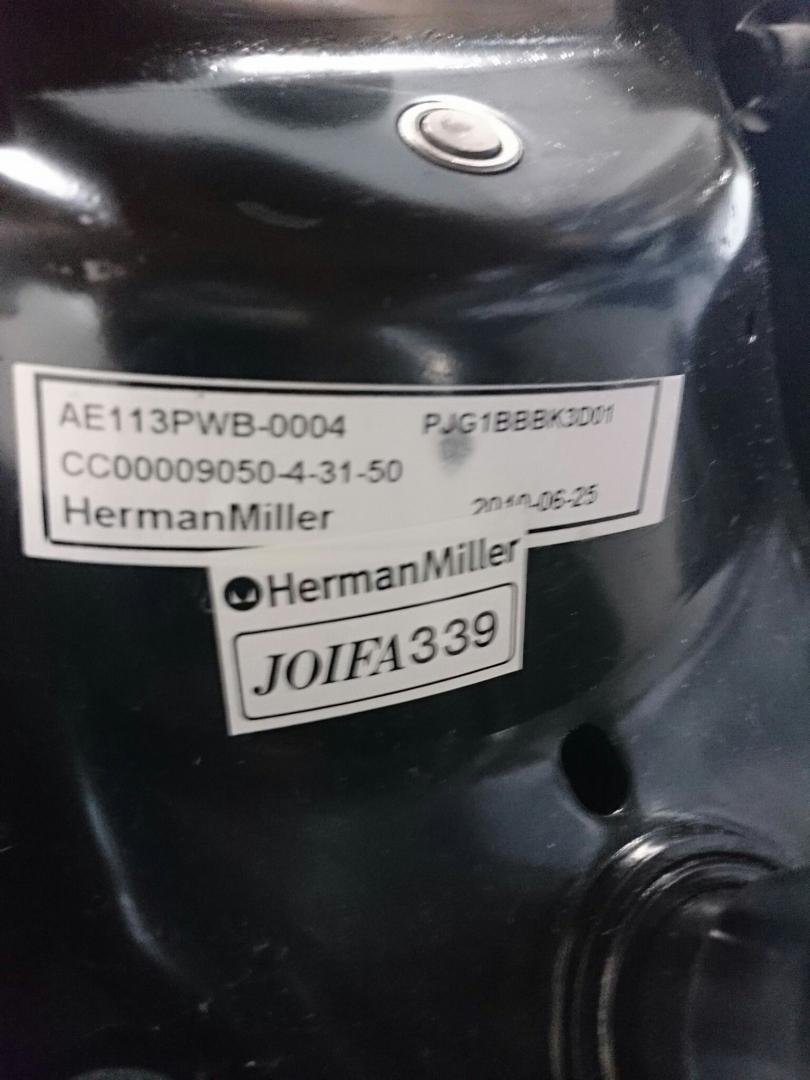 AE113PWB-0004 PJG1BBBK3D01
CC00009050-4-31-50
HermanMiller 2010-06-25
HermanMiller
JOIFA339